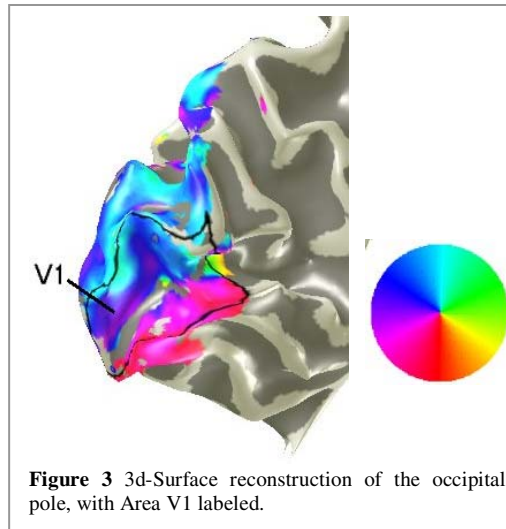 V1
Figure 3 3d-Surface reconstruction of the occipital
pole, with Area V1 labeled.